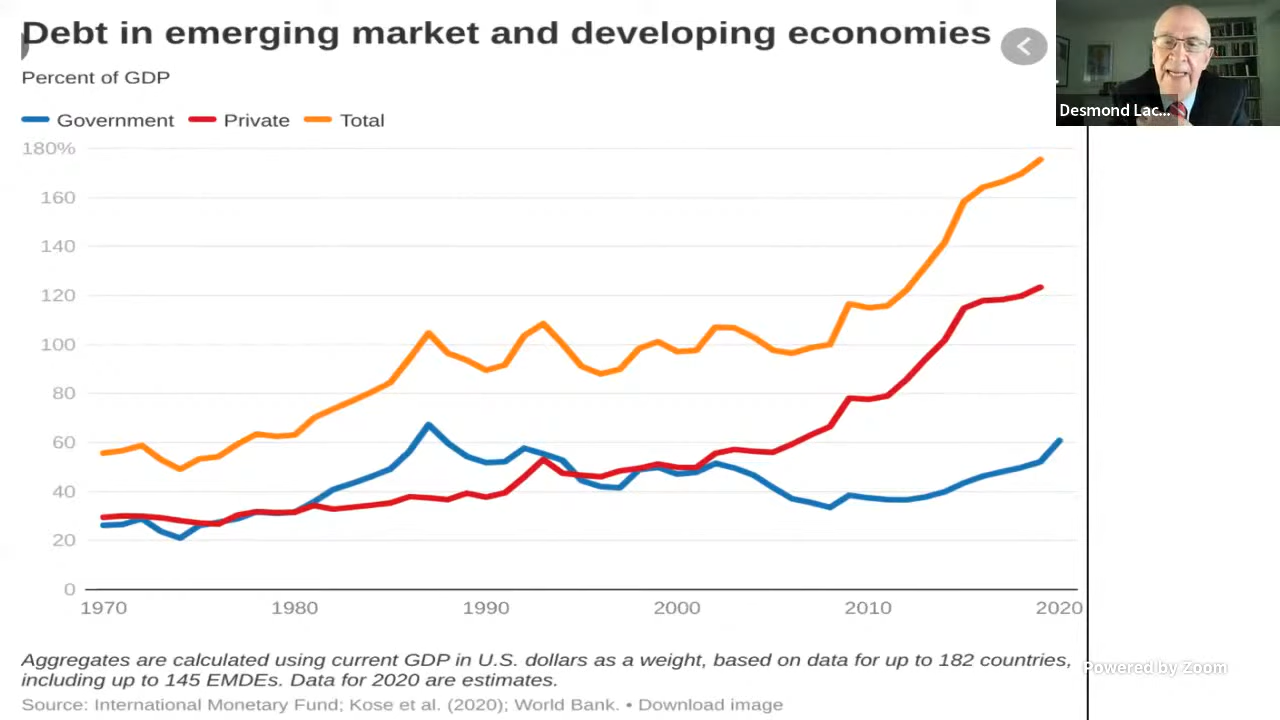 Debt in emerging market and developing economies
Percent of GDP
Government Private Total
180%
160
140
120
100
80
60
40
20
0
1970 1980 1990 2000 2010 2020
Aggregates are calculated using current GDP in U.S. dollars as a weight, based on data for up to 182 countries,
including up to 145 EMDEs. Data for 2020 are estimates.
Source: International Monetary Fund; Kose et al. (2020); World Bank. • Download image
Desmond Lac...
Powered by Zoom